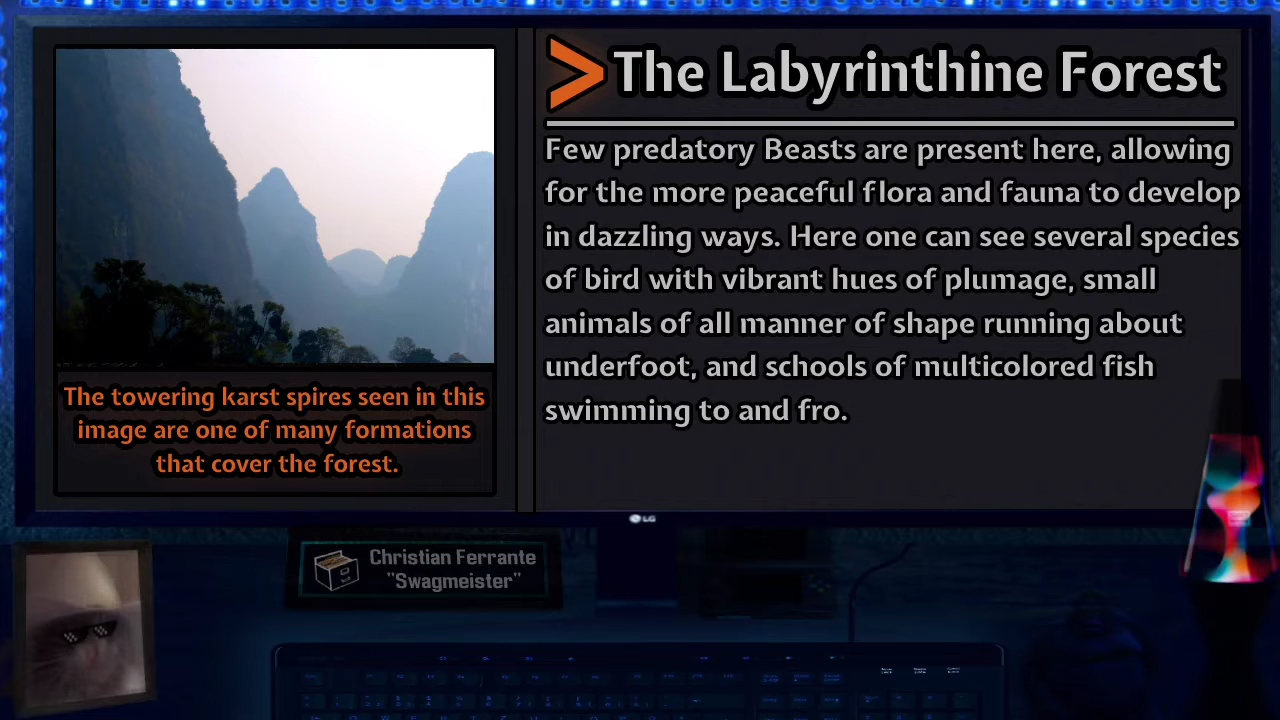 > The Labyrinthine Forest
Few predatory Beasts are present here, allowing
for the more peaceful flora and fauna to develop
in dazzling ways. Here one can see several species
of bird with vibrant hues of plumage, small
animals of all manner of shape running about
underfoot, and schools of multicolored fish
swimming to and fro.
The towering karst spires seen in this
image are one of many formations
that cover the forest.
LG
Christian Ferrante
"Swagmeister"